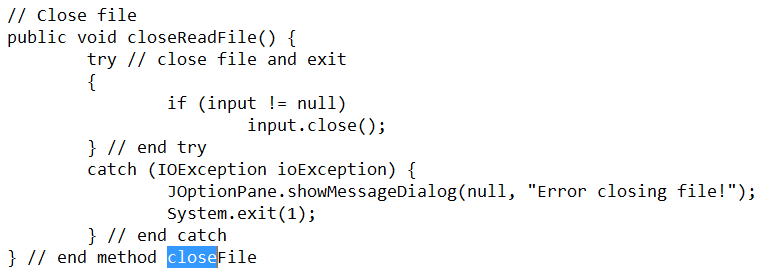 // Close file
public void closeReadFile() {
try // close file and exit
{
if (input != null)
input.close();
} // end try
catch (IOException ioException) {
JOptionPane.showMessageDialog(null, "Error closing file!");
System.exit(1);
} // end catch
} // end method closeFile